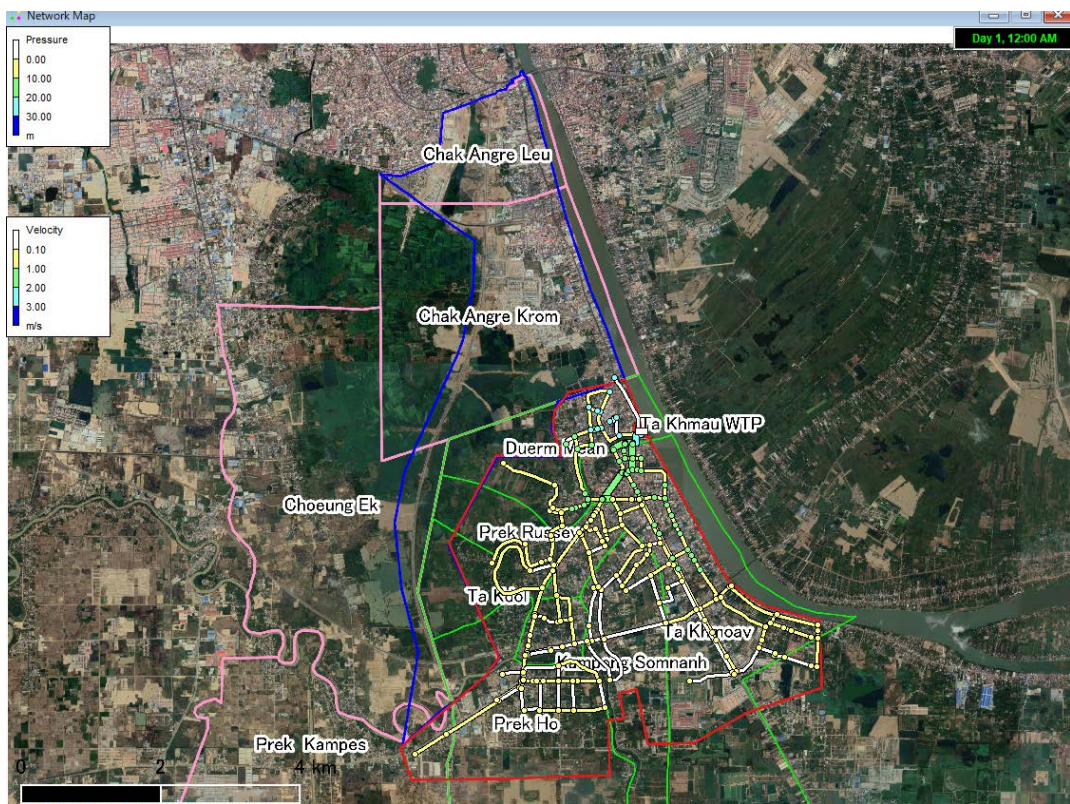 Network Map
Day 1, 12:00 AM
Pressure
0.00
10.00
20.00
30.00
m
Velocity
0.10
1.00
2.00
3.00
m/s
Chak Angre Leu
Chak Angre Krom
Ta Khmau WTP
Duerm Mean
Choeung Ek
Prek Russey
Ta Kdol
Ta Khmoav
Kampong Somnanh
Prek Ho
Prek Kampes
0 2 4 km